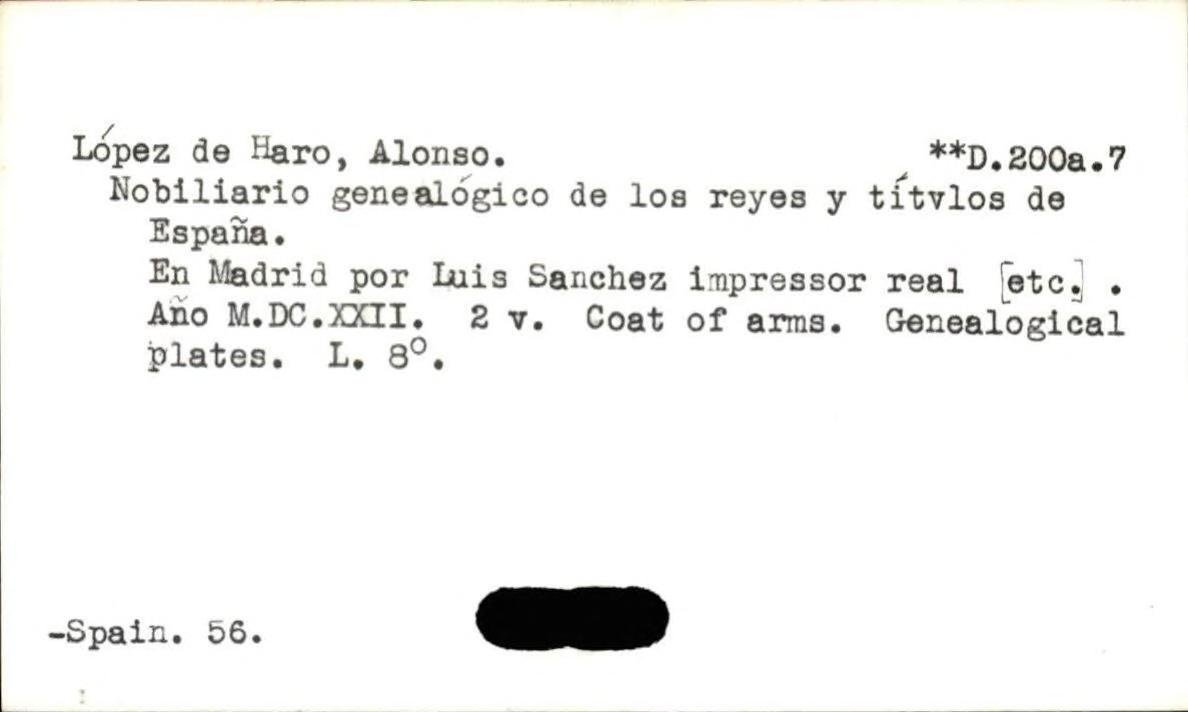 López de Haro, Alonso. **D.200a.7
Nobiliario genealógico de los reyes y títvlos de
España.
En Madrid por Luis Sanchez impressor real [etc.] .
Año M.DC.XXII. 2 v. Coat of arms. Genealogical
plates. L. 8º.
-Spain. 56.